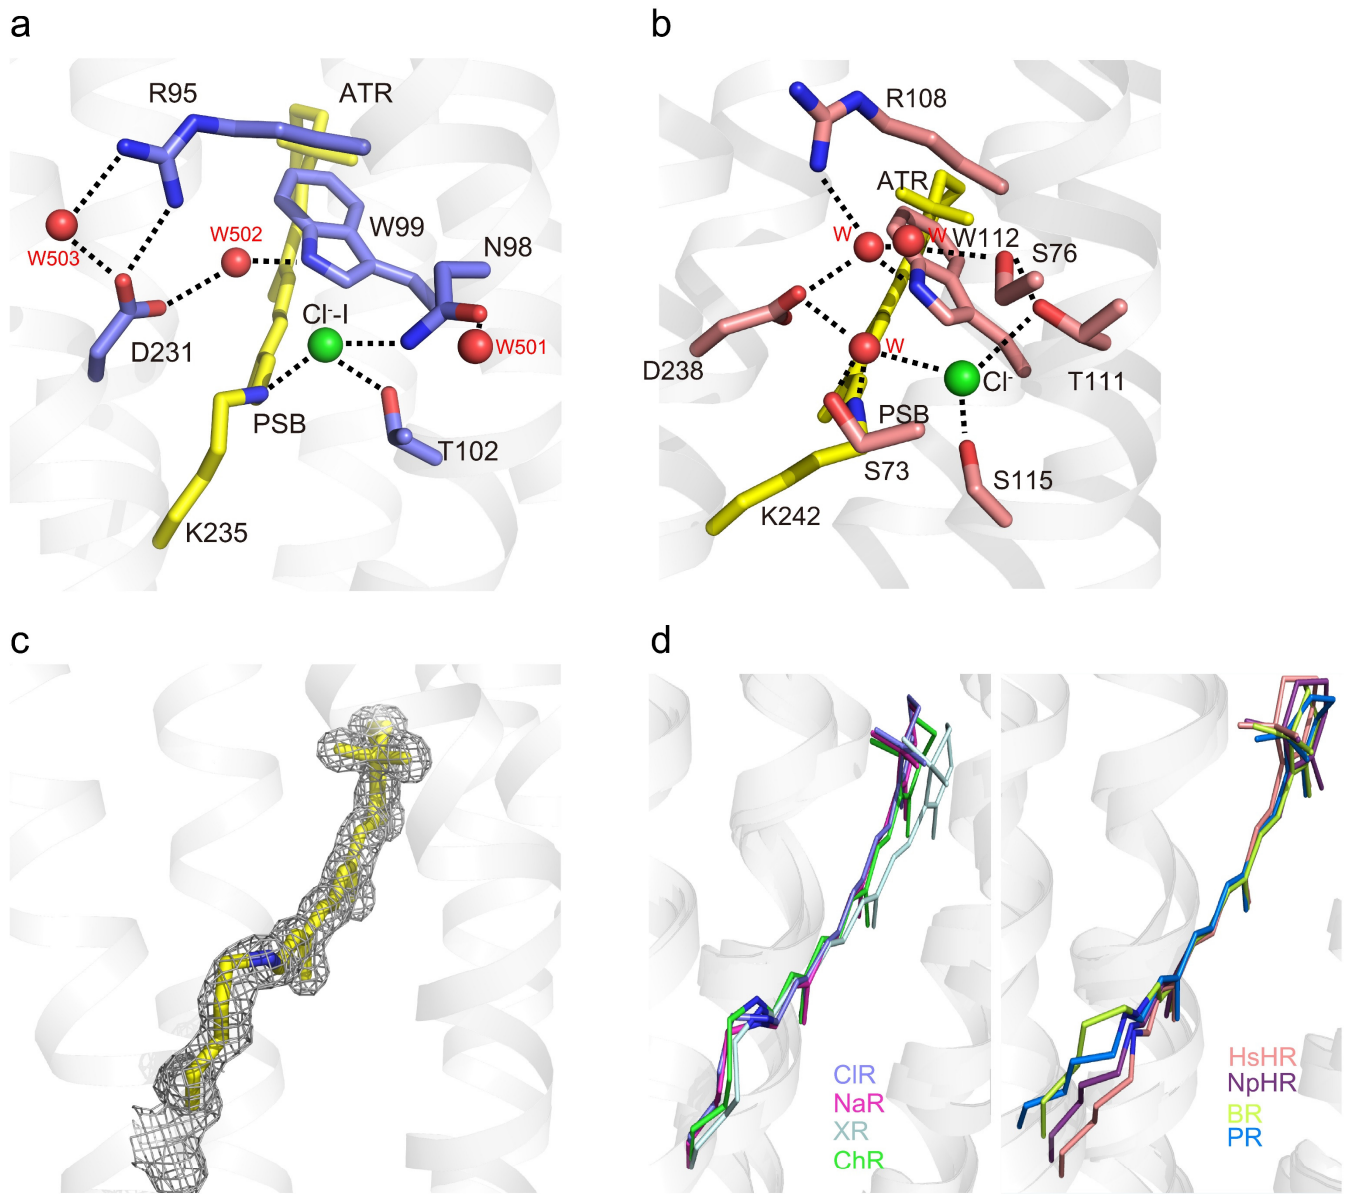 a
R95
ATR
W99
N98
W502
W503
Cl⁻-I
W501
D231
PSB
T102
K235
b
R108
ATR
W
W
W112
S76
D238
W
Cl⁻
T111
PSB
S73
S115
K242
c
d
ClR
NaR
XR
ChR
HsHR
NpHR
BR
PR